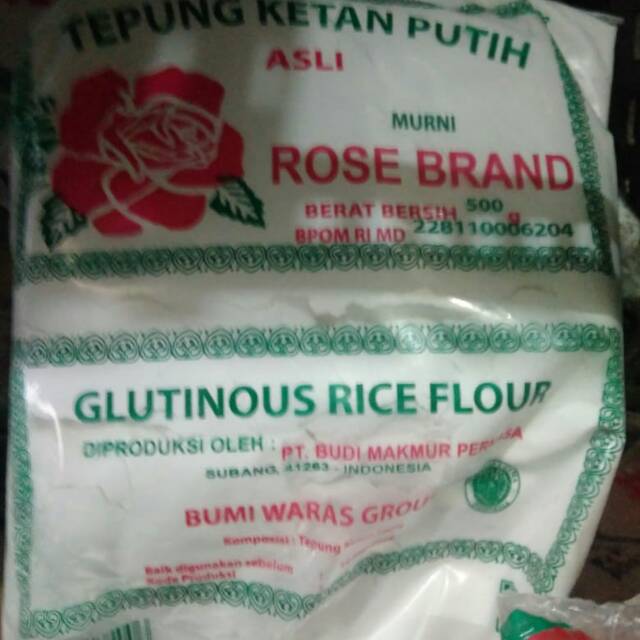 TEPUNG KETAN PUTIH
ASLI
MURNI
ROSE BRAND
BERAT BERSIH 500 g
BPOM RI MD 228110006204
GLUTINOUS RICE FLOUR
DIPRODUKSI OLEH : PT. BUDI MAKMUR
SUBANG 41263 - INDONESIA
BUMI WARAS GROUP
Komposisi : Tepung
Baik digunakan sebelum
Kode Produksi